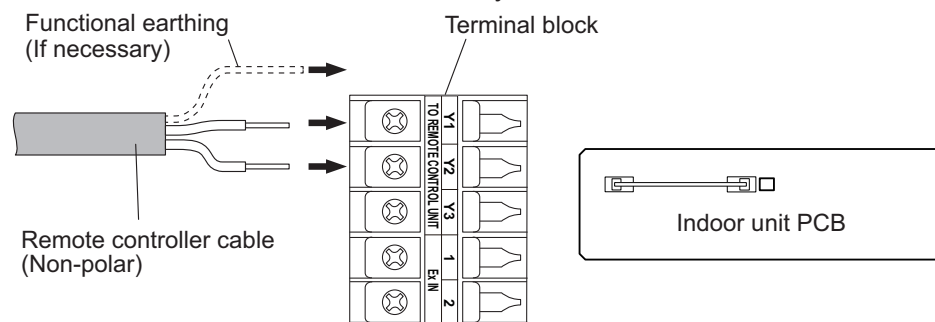 Functional earthing
(If necessary)
Terminal block
Remote controller cable
(Non-polar)
TO REMOTE CONTROL UNIT
Ex IN
Y1
Y2
Y3
1
2
Indoor unit PCB